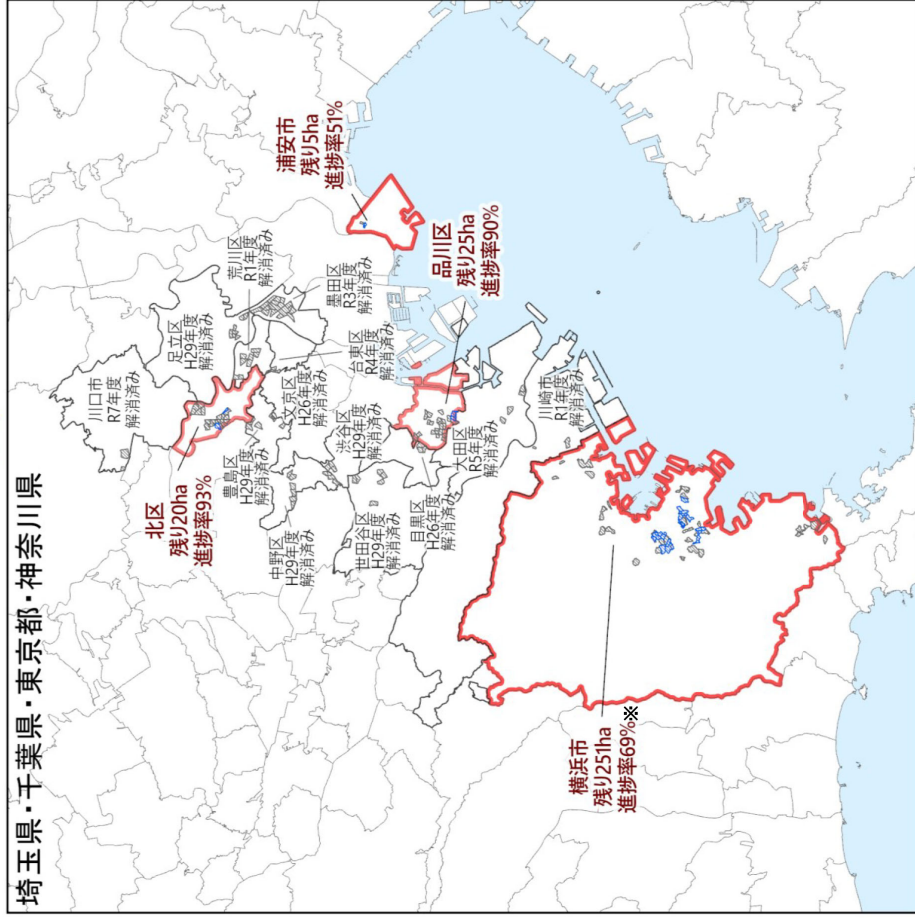 埼玉県・千葉県・東京都・神奈川県
川口市
R7年度
解消済み
足立区
H29年度
解消済み
荒川区
R1年度
解消済み
墨田区
R3年度
解消済み
台東区
R4年度
解消済み
文京区
H26年度
解消済み
北区
残り20ha
進捗率93%
豊島区
H29年度
解消済み
中野区
H29年度
解消済み
渋谷区
H29年度
解消済み
世田谷区
H29年度
解消済み
目黒区
H26年度
解消済み
大田区
R5年度
解消済み
品川区
残り25ha
進捗率90%
浦安市
残り5ha
進捗率51%
川崎市
R1年度
解消済み
横浜市
残り251ha
進捗率69%※